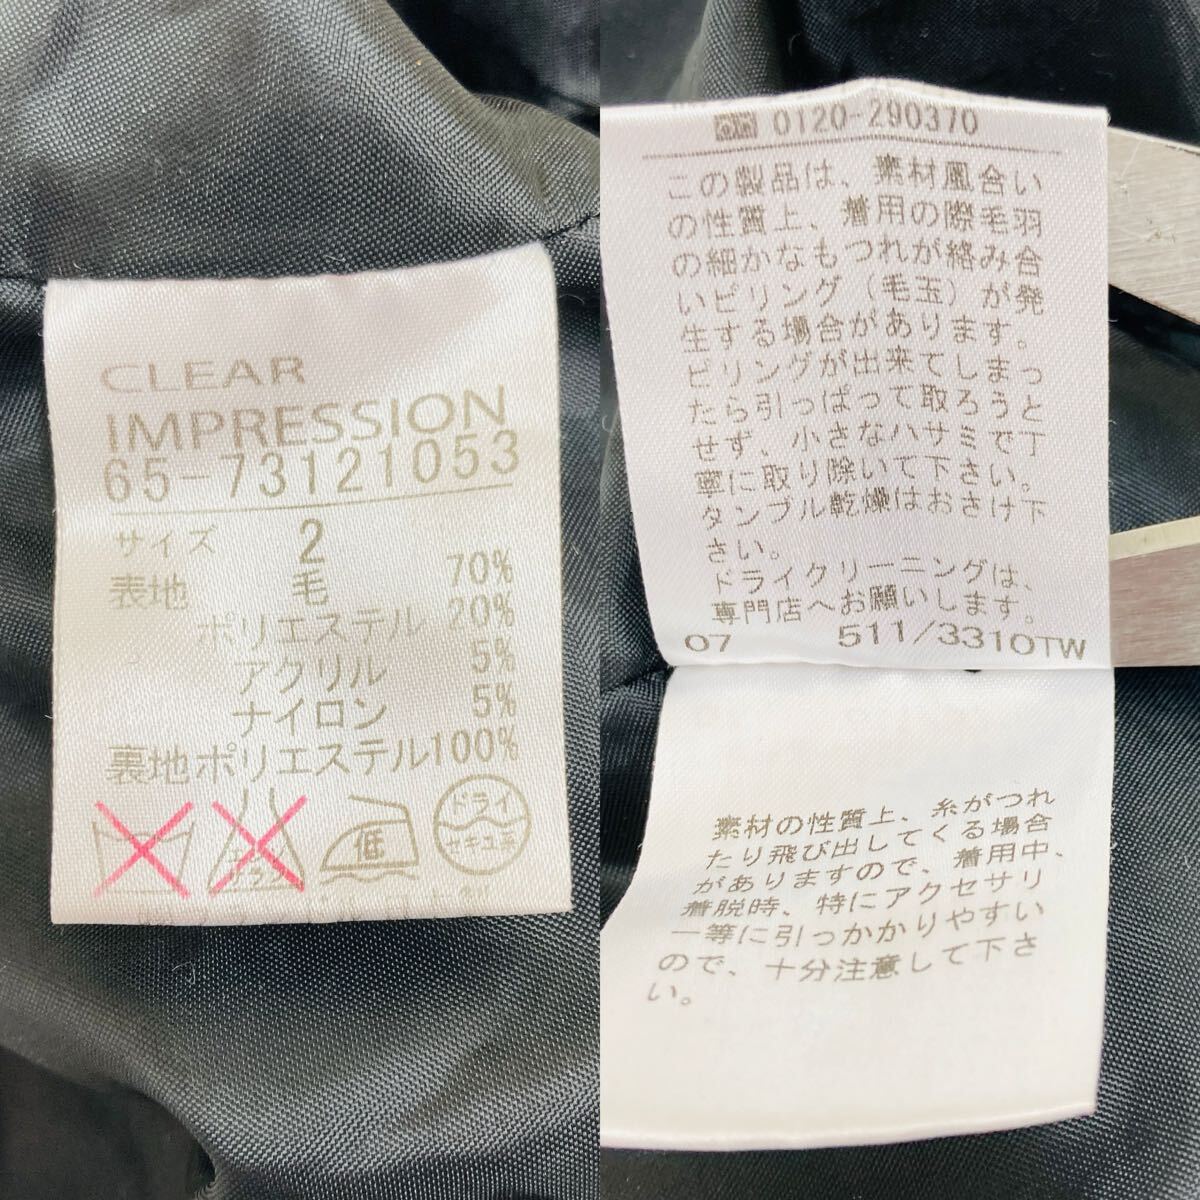 CLEAR
IMPRESSION
65-73121053
サイズ 2
表地 毛 70%
ポリエステル 20%
アクリル 5%
ナイロン 5%
裏地ポリエステル100%
エンソ
サラシ
低
ドライ
セキユ系
0120-290370
この製品は、素材風合い
の性質上、着用の際毛羽
の細かなもつれが絡み合
いピリング（毛玉）が発
生する場合があります。
ピリングが出来てしまっ
たら引っぱって取ろうと
せず、小さなハサミで丁
寧に取り除いて下さい。
タンブル乾燥はおさけ下
さい。
ドライクリーニングは、
専門店へお願いします。
07 511/3310TW
素材の性質上、糸がつれ
たり飛び出してくる場合
がありますので、着用中、
着脱時、特にアクセサリ
ー等に引っかかりやすい
ので、十分注意して下さ
い。